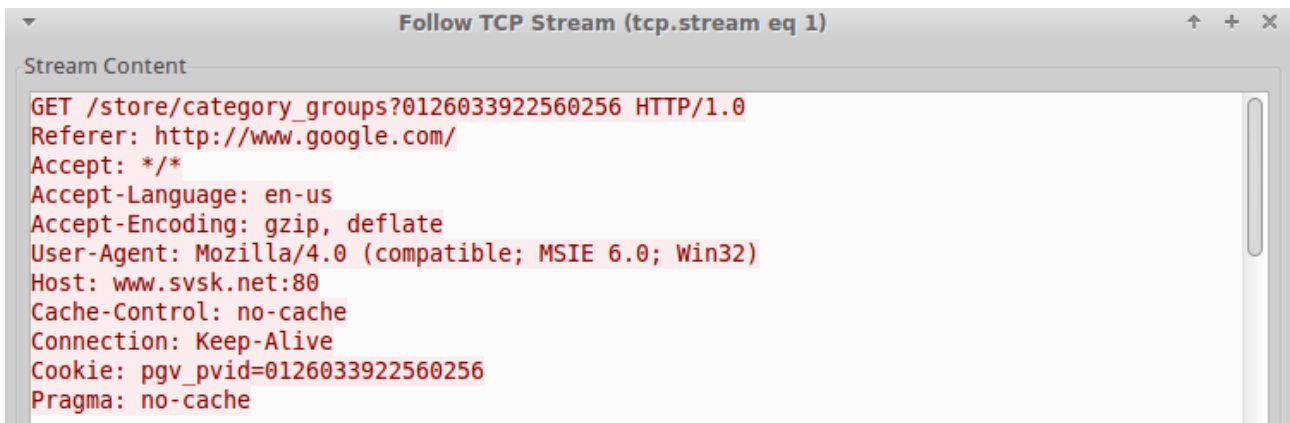 Follow TCP Stream (tcp.stream eq 1)
Stream Content
GET /store/category_groups?0126033922560256 HTTP/1.0
Referer: http://www.google.com/
Accept: */*
Accept-Language: en-us
Accept-Encoding: gzip, deflate
User-Agent: Mozilla/4.0 (compatible; MSIE 6.0; Win32)
Host: www.svsk.net:80
Cache-Control: no-cache
Connection: Keep-Alive
Cookie: pgv_pvid=0126033922560256
Pragma: no-cache